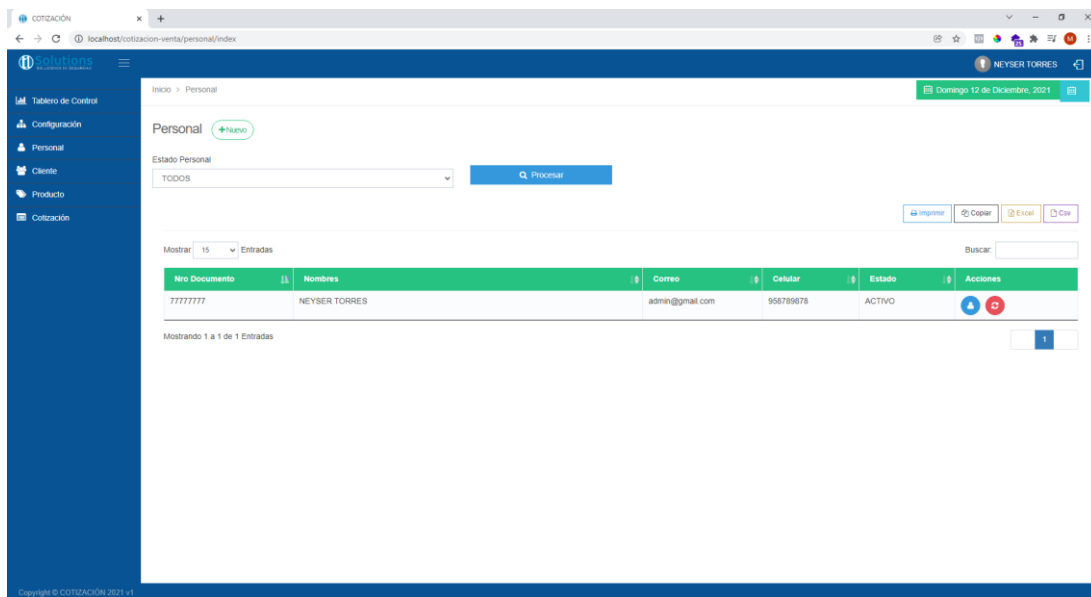 COTIZACIÓN
localhost/cotizacion-venta/personal/index
Solutions
NEYSER TORRES
Tablero de Control
Configuración
Personal
Cliente
Producto
Cotización
Inicio > Personal
Domingo 12 de Diciembre, 2021
Personal +Nuevo
Estado Personal
TODOS
Procesar
Imprimir Copiar Excel Csv
Mostrar 15 Entradas
Buscar:
Nro Documento Nombres Correo Celular Estado Acciones
77777777 NEYSER TORRES admin@gmail.com 958789878 ACTIVO
Mostrando 1 a 1 de 1 Entradas
1
Copyright © COTIZACIÓN 2021 v1